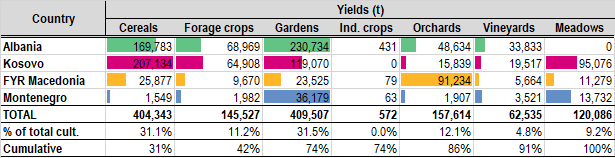 Country Yields (t)
Cereals Forage crops Gardens Ind. crops Orchards Vineyards Meadows
Albania 169,783 68,969 230,734 431 48,634 33,833 0
Kosovo 207,134 64,908 119,070 0 15,839 19,517 95,076
FYR Macedonia 25,877 9,670 23,525 79 91,234 5,664 11,279
Montenegro 1,549 1,982 36,179 63 1,907 3,521 13,732
TOTAL 404,343 145,527 409,507 572 157,614 62,535 120,086
% of total cult. 31.1% 11.2% 31.5% 0.0% 12.1% 4.8% 9.2%
Cumulative 31% 42% 74% 74% 86% 91% 100%